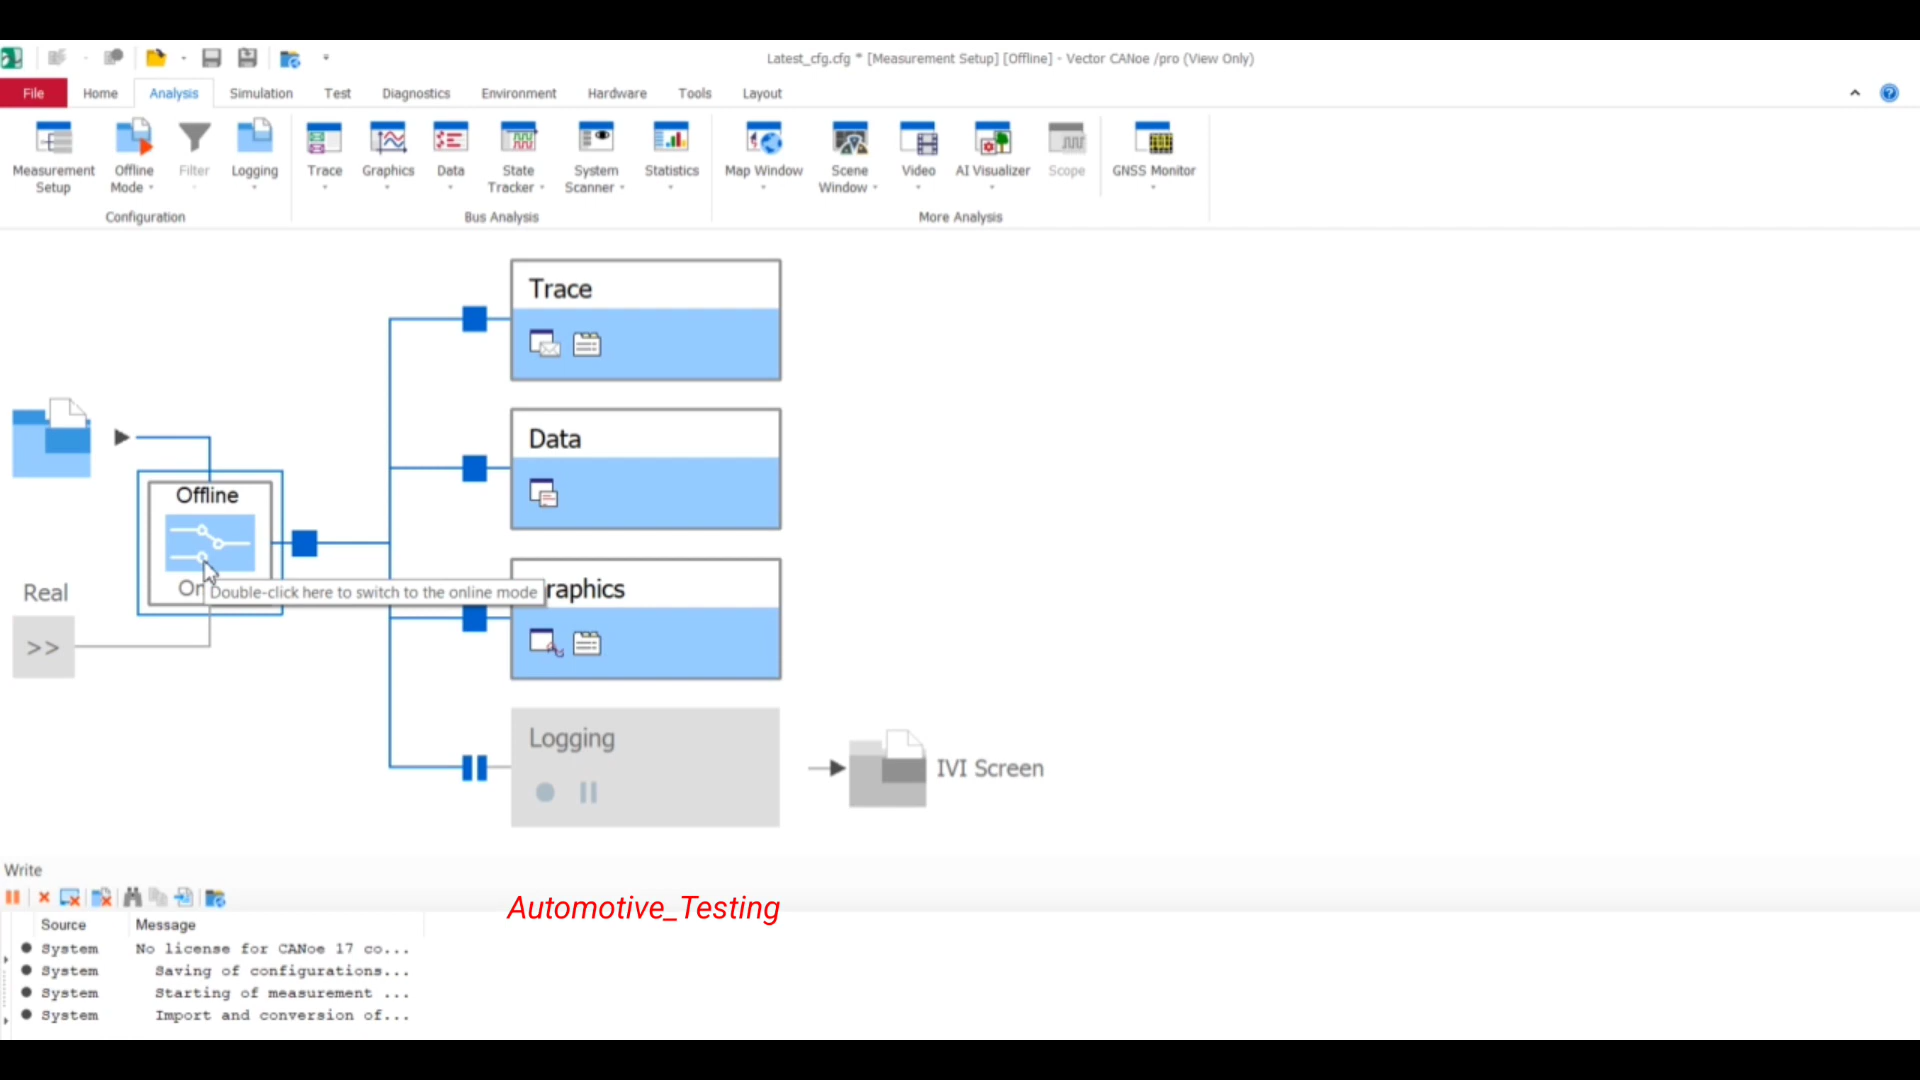 Latest_cfg.cfg * [Measurement Setup] [Offline] - Vector CANoe /pro (View Only)
File Home Analysis Simulation Test Diagnostics Environment Hardware Tools Layout
Measurement Setup
Offline Mode
Filter
Logging
Trace
Graphics
Data
State Tracker
System Scanner
Statistics
Map Window
Scene Window
Video
AI Visualizer
Scope
GNSS Monitor
Configuration
Bus Analysis
More Analysis
Trace
Data
Offline
Double-click here to switch to the online mode
raphics
Real
>>
Logging
IVI Screen
Write
Automotive_Testing
Source Message
System No license for CANoe 17 co...
System Saving of configurations...
System Starting of measurement ...
System Import and conversion of...